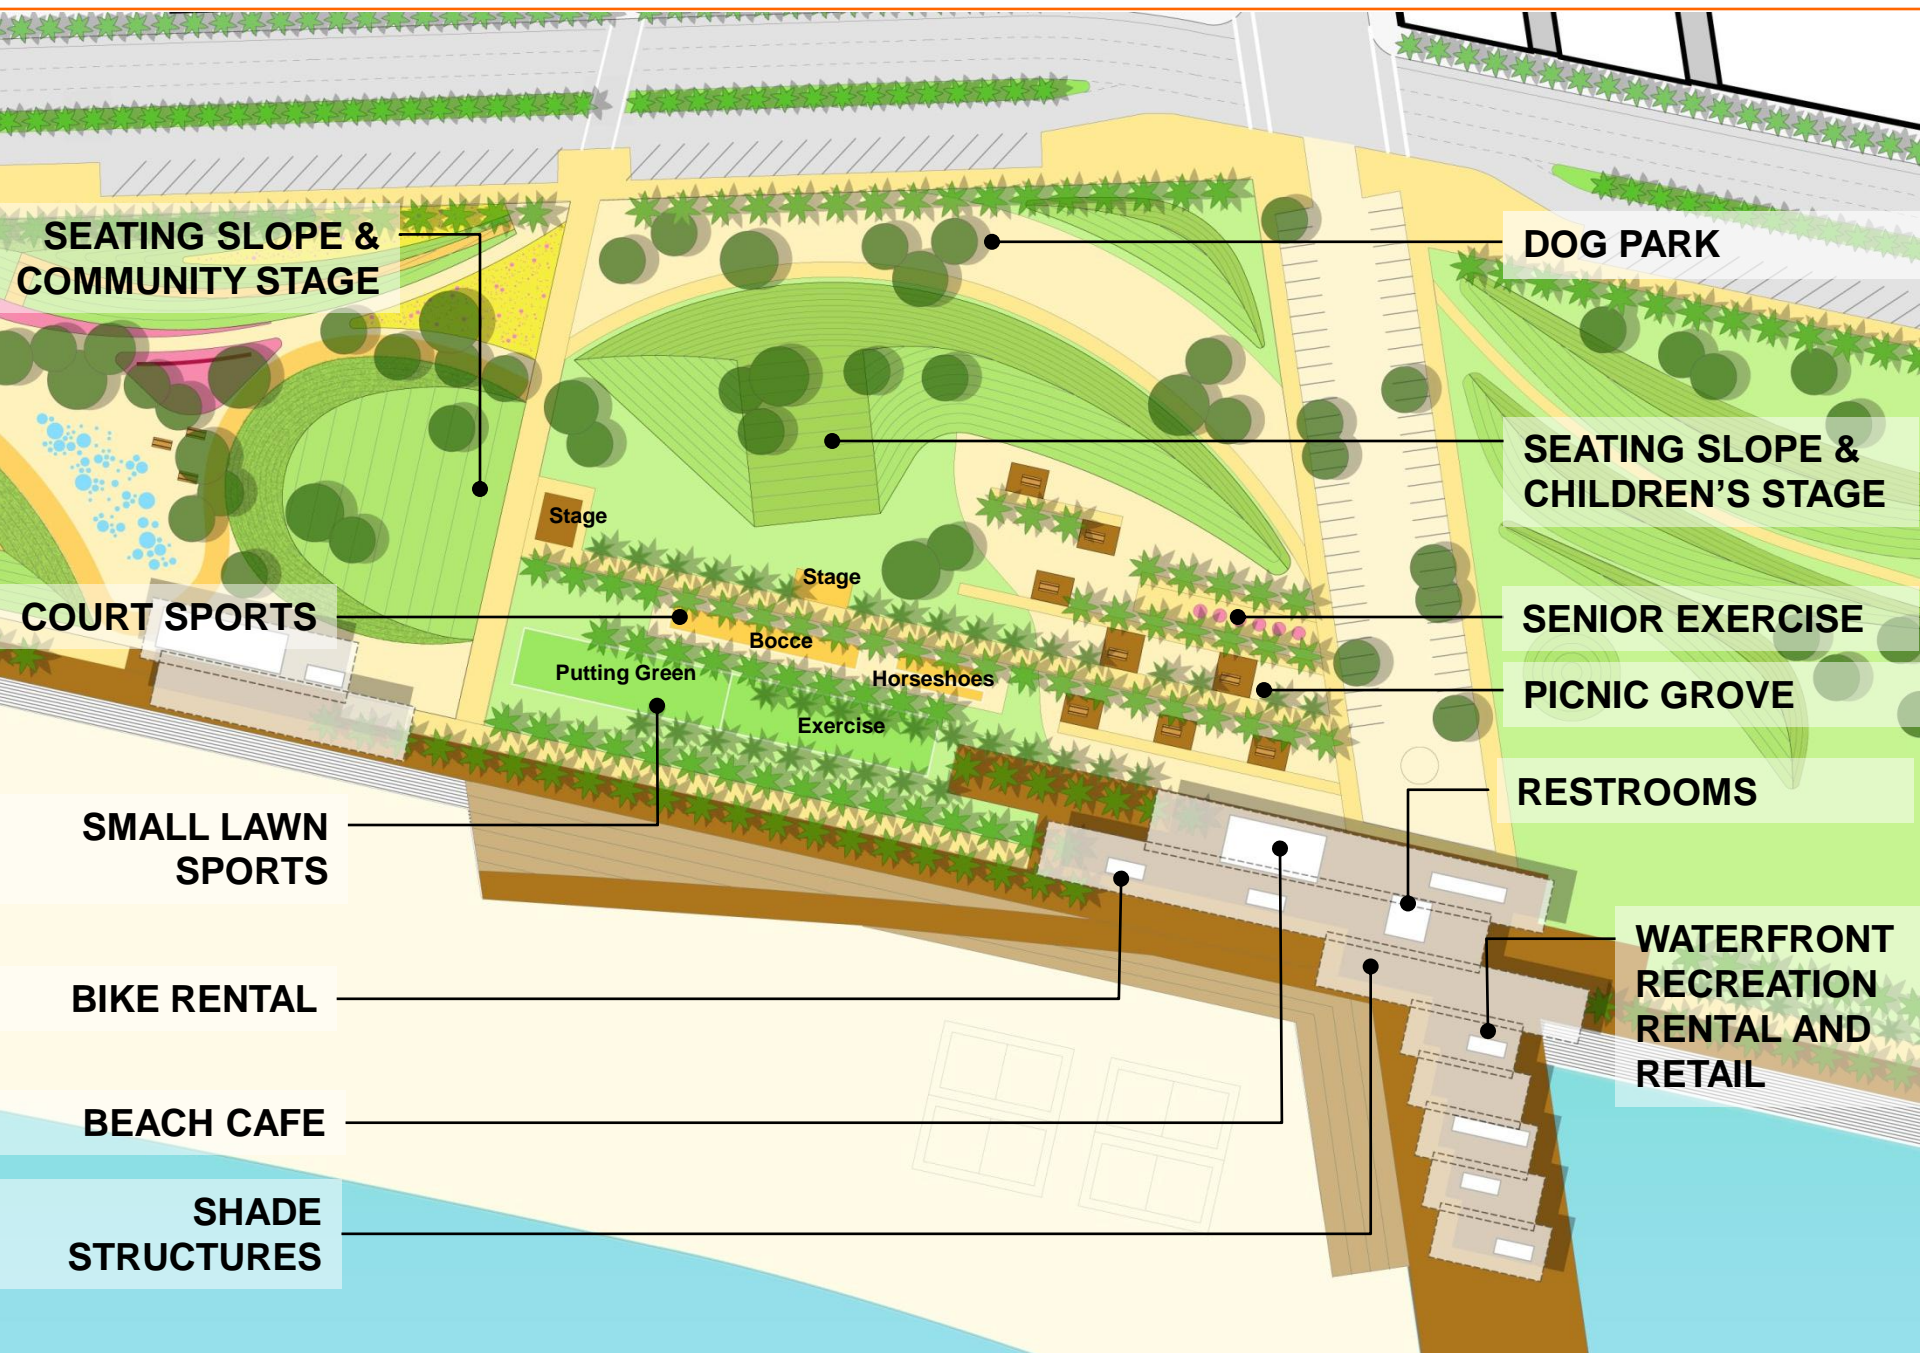 SEATING SLOPE &
COMMUNITY STAGE
DOG PARK
SEATING SLOPE &
CHILDREN'S STAGE
Stage
Stage
COURT SPORTS
SENIOR EXERCISE
Bocce
Putting Green
Horseshoes
PICNIC GROVE
Exercise
RESTROOMS
SMALL LAWN
SPORTS
WATERFRONT
RECREATION
RENTAL AND
RETAIL
BIKE RENTAL
BEACH CAFE
SHADE
STRUCTURES